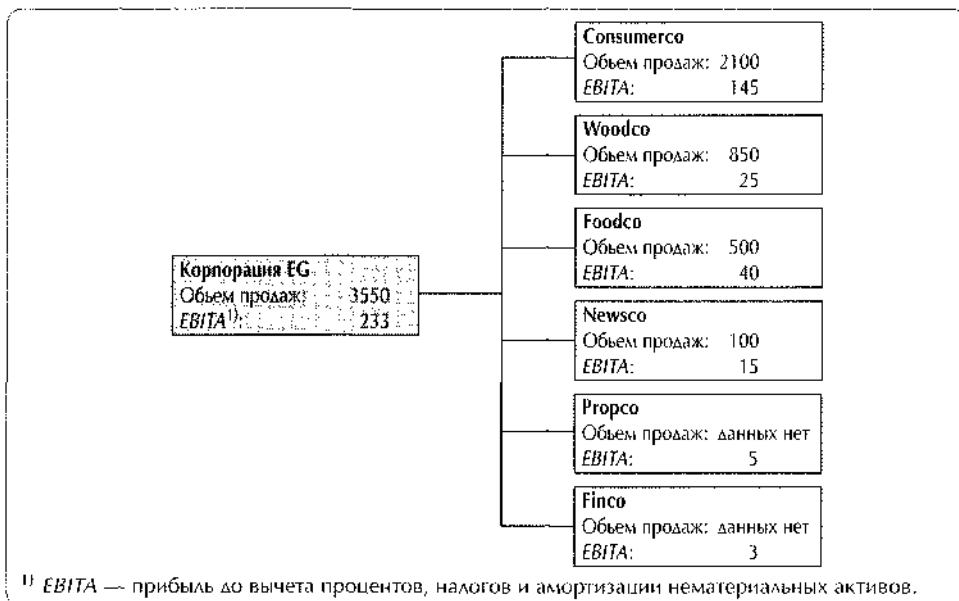 Consumerco
Объем продаж: 2100
EBITA: 145
Woodco
Объем продаж: 850
EBITA: 25
Foodco
Объем продаж: 500
EBITA: 40
Корпорация EG
Объем продаж: 3550
EBITA¹⁾: 233
Newsco
Объем продаж: 100
EBITA: 15
Propco
Объем продаж: данных нет
EBITA: 5
Finco
Объем продаж: данных нет
EBITA: 3
¹⁾ EBITA — прибыль до вычета процентов, налогов и амортизации нематериальных активов.